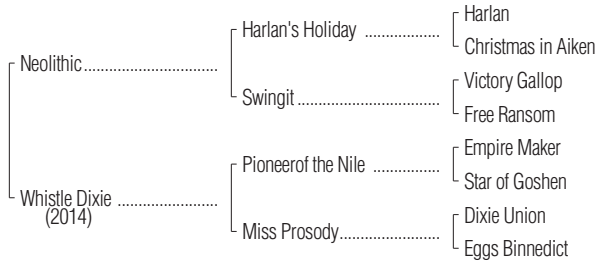 Harlan
Harlan's Holiday ..................
Christmas in Aiken
Neolithic................................
Victory Gallop
Swingit ..................................
Free Ransom
Empire Maker
Pioneerof the Nile ................
Star of Goshen
Whistle Dixie ........................
(2014)
Dixie Union
Miss Prosody........................
Eggs Binnedict